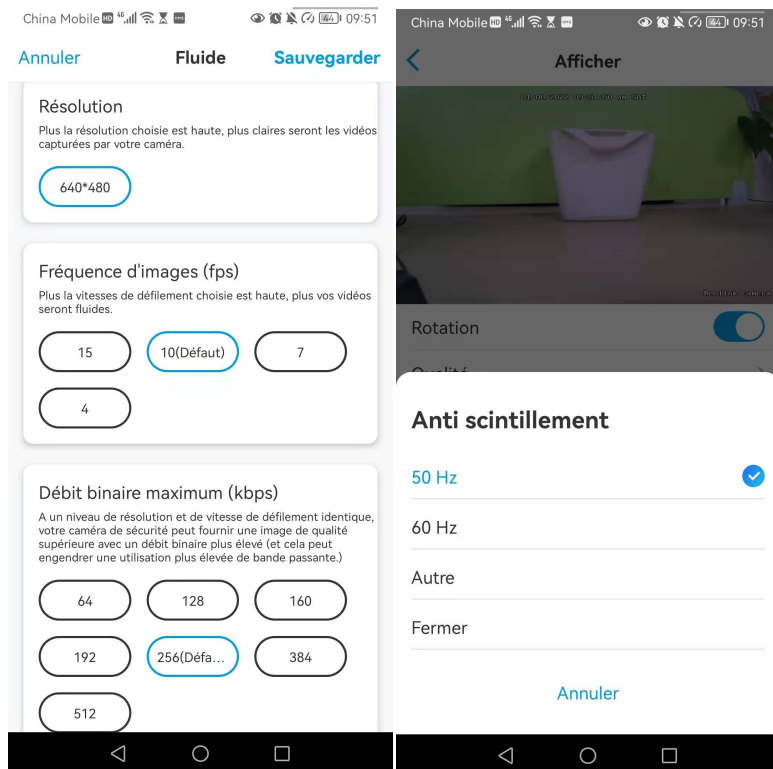 China Mobile HD 4G 09:51
Annuler Fluide Sauvegarder
Résolution
Plus la résolution choisie est haute, plus claires seront les vidéos
capturées par votre caméra.
640*480
Fréquence d'images (fps)
Plus la vitesses de défilement choisie est haute, plus vos vidéos
seront fluides.
15 10(Défaut) 7
4
Débit binaire maximum (kbps)
A un niveau de résolution et de vitesse de défilement identique,
votre caméra de sécurité peut fournir une image de qualité
supérieure avec un débit binaire plus élevé (et cela peut
engendrer une utilisation plus élevée de bande passante.)
64 128 160
192 256(Défa... 384
512
China Mobile HD 4G 09:51
Afficher
Rotation
Qualité
Anti scintillement
50 Hz
60 Hz
Autre
Fermer
Annuler